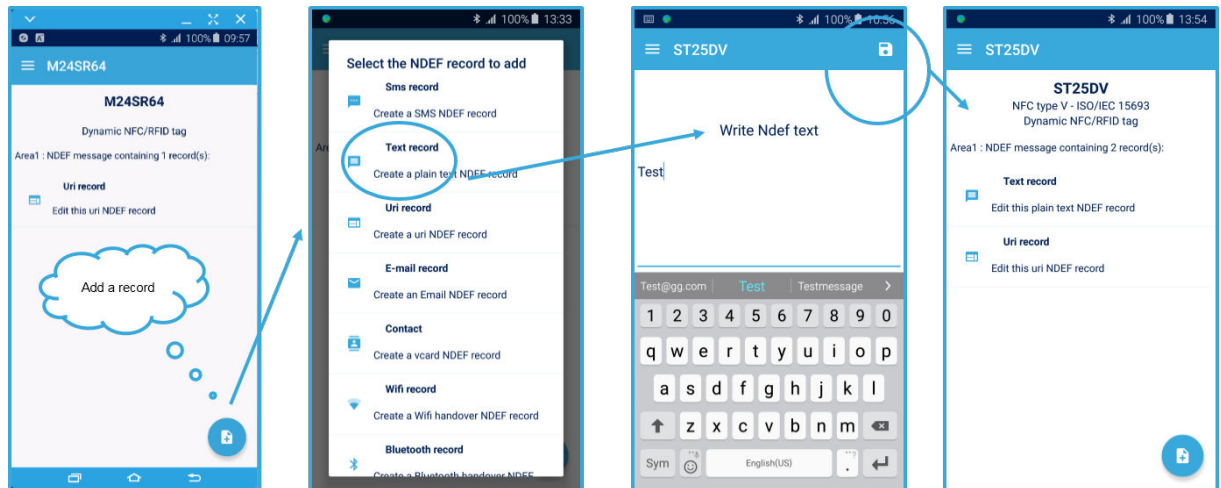 100% 09:57
M24SR64
M24SR64
Dynamic NFC/RFID tag
Area1 : NDEF message containing 1 record(s):
Uri record
Edit this uri NDEF record
Add a record
100% 13:33
Select the NDEF record to add
Sms record
Create a SMS NDEF record
Text record
Create a plain text NDEF record
Uri record
Create a uri NDEF record
E-mail record
Create an Email NDEF record
Contact
Create a vcard NDEF record
Wifi record
Create a Wifi handover NDEF record
Bluetooth record
Create a Bluetooth handover NDEF
100% 10:56
ST25DV
Write Ndef text
Test
Test@gg.com Test Testmessage
1 2 3 4 5 6 7 8 9 0
q w e r t y u i o p
a s d f g h j k l
z x c v b n m
Sym English(US) .
100% 13:54
ST25DV
ST25DV
NFC type V - ISO/IEC 15693
Dynamic NFC/RFID tag
Area1 : NDEF message containing 2 record(s):
Text record
Edit this plain text NDEF record
Uri record
Edit this uri NDEF record